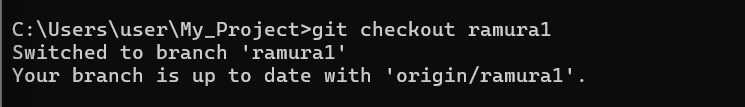 C:\Users\user\My_Project>git checkout ramura1
Switched to branch 'ramura1'
Your branch is up to date with 'origin/ramura1'.